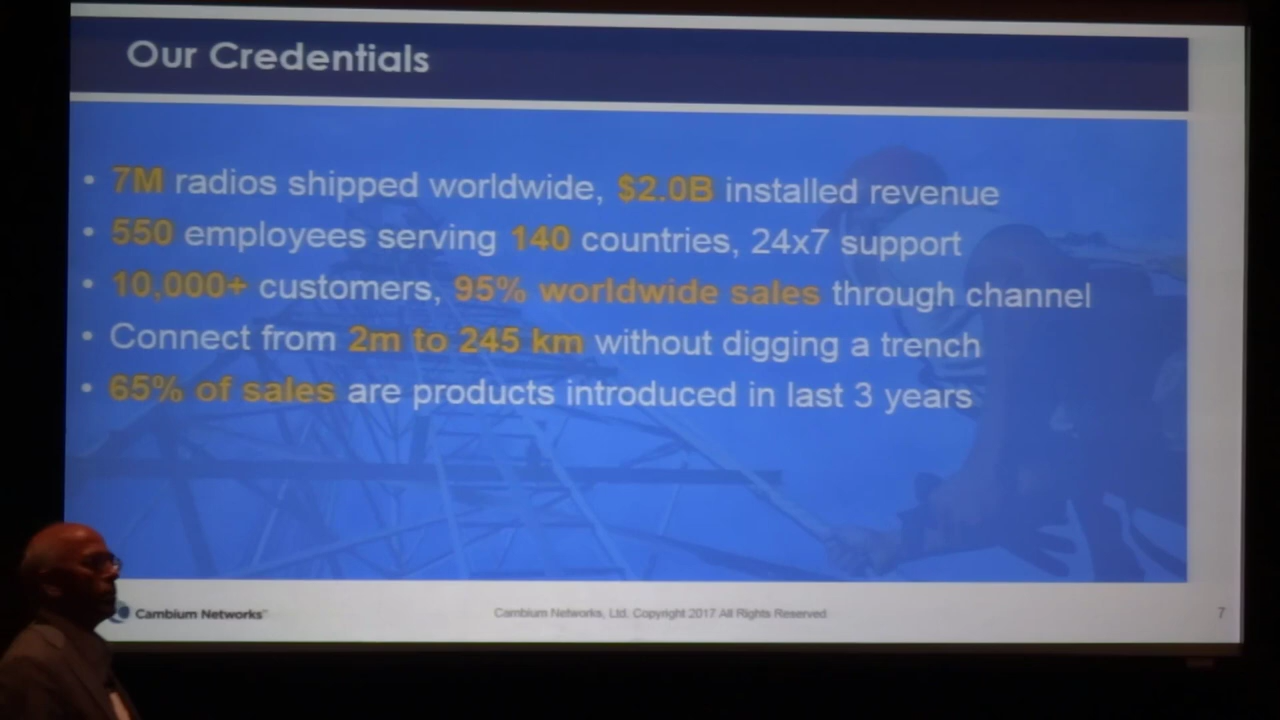 Our Credentials
• 7M radios shipped worldwide, $2.0B installed revenue
• 550 employees serving 140 countries, 24x7 support
• 10,000+ customers, 95% worldwide sales through channel
• Connect from 2m to 245 km without digging a trench
• 65% of sales are products introduced in last 3 years
Cambium Networks™ Cambium Networks, Ltd. Copyright 2017 All Rights Reserved 7